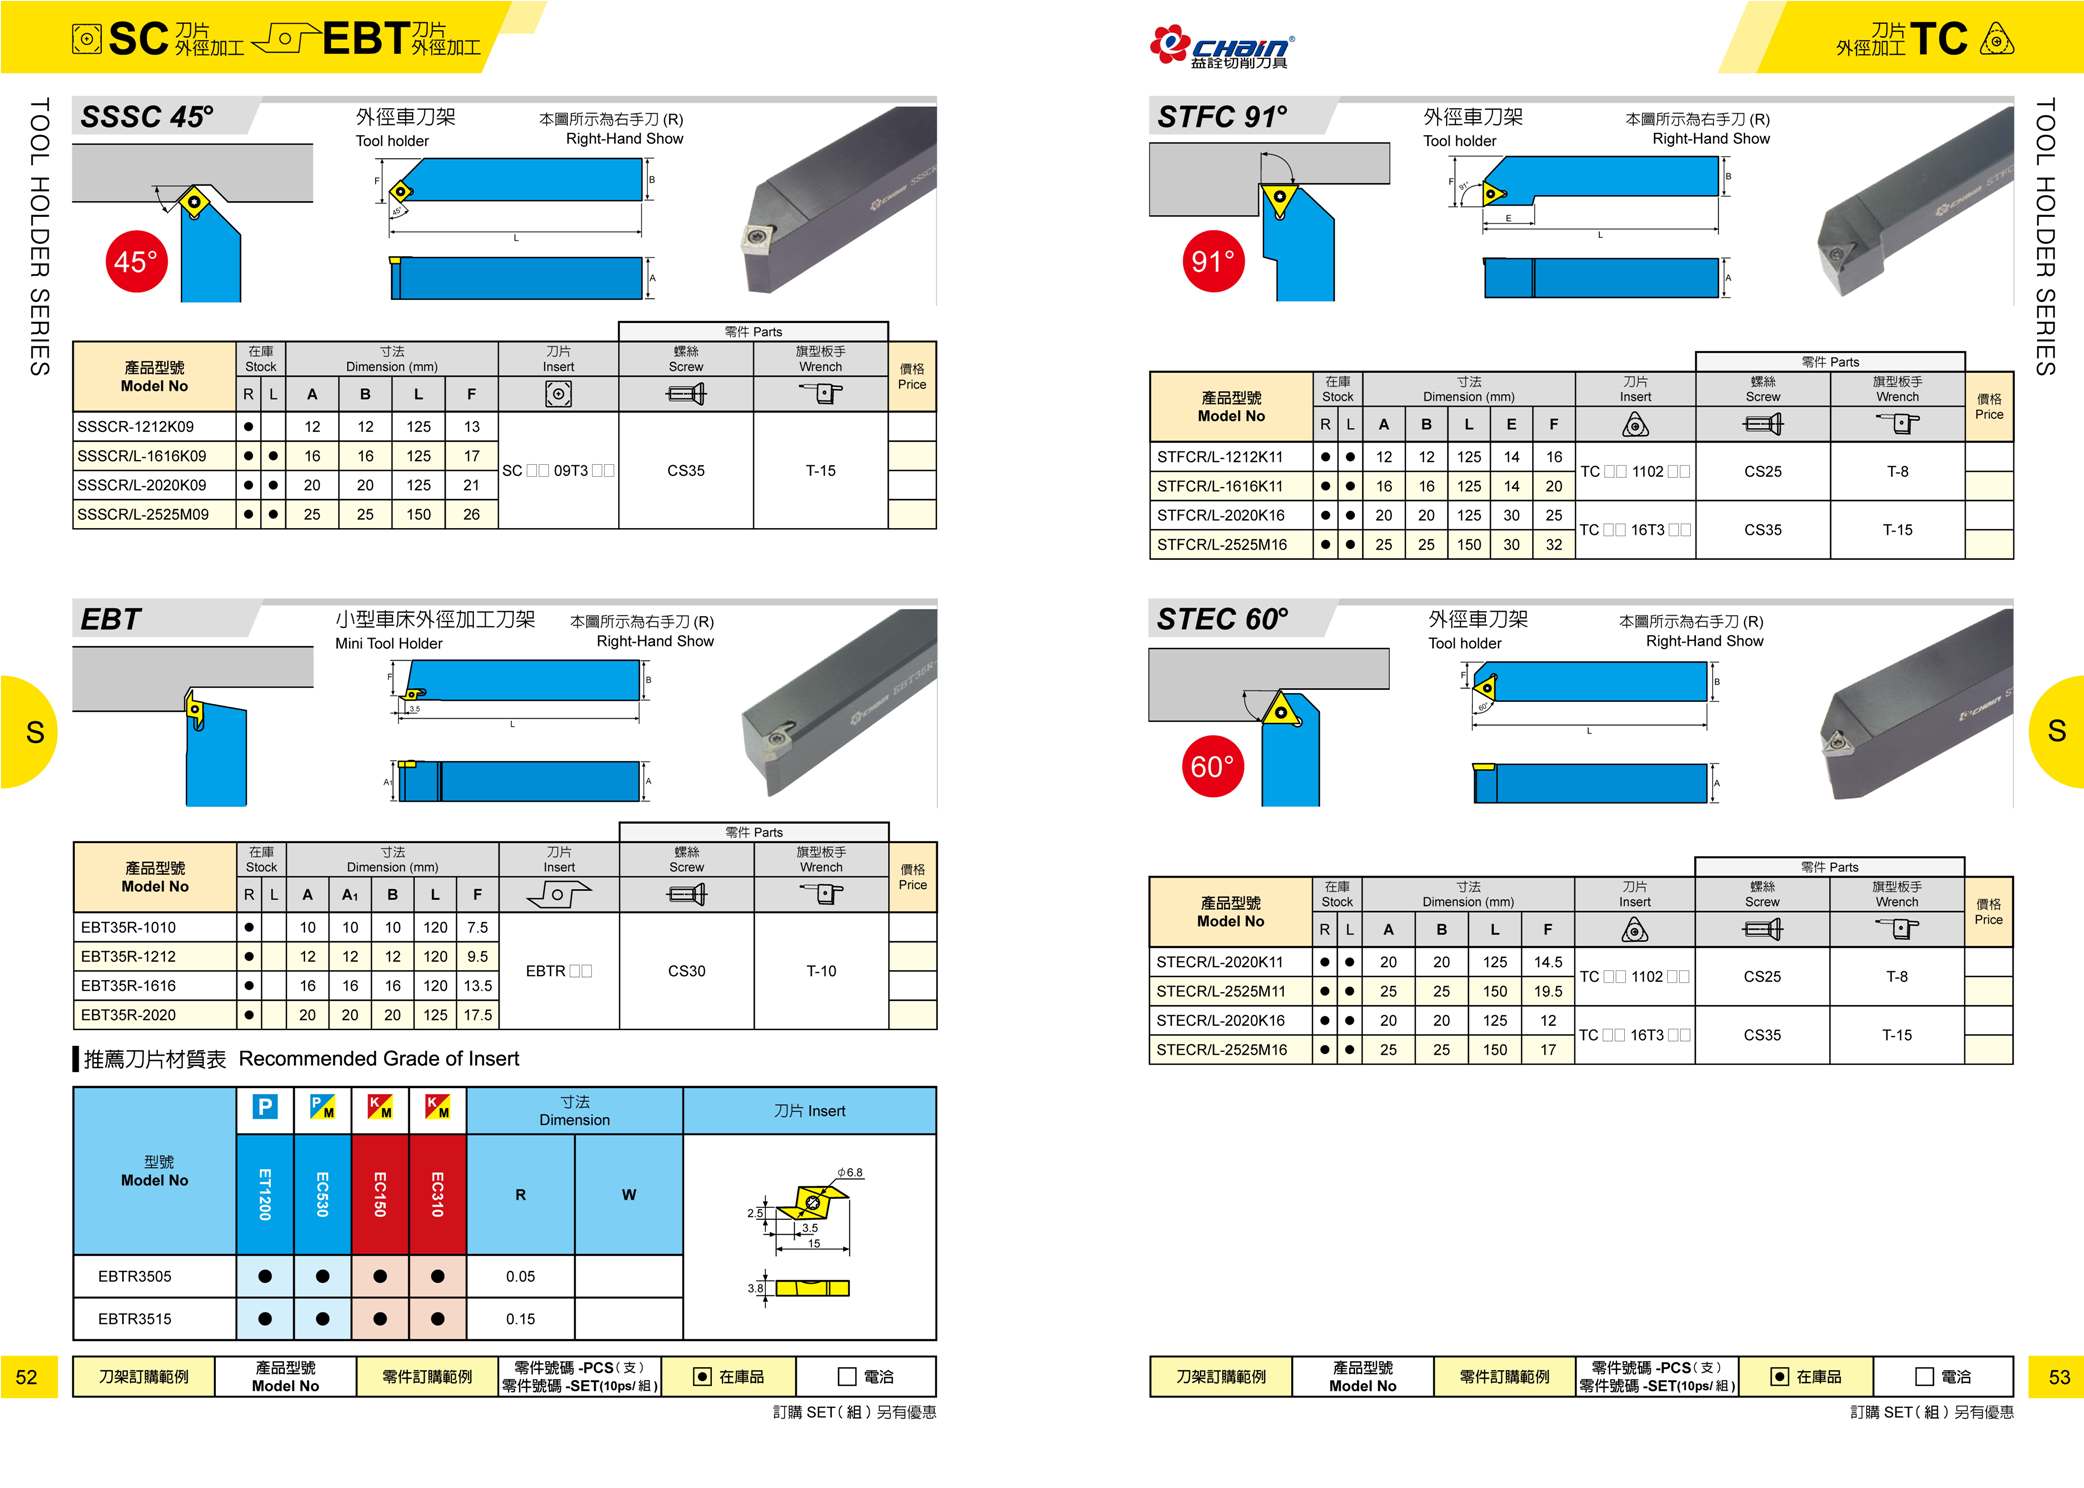 SC 刀片 外徑加工 EBT 刀片 外徑加工
TOOL HOLDER SERIES
SSSC 45°
外徑車刀架
Tool holder
本圖所示為右手刀 (R)
Right-Hand Show
45°
F
45°
B
L
A
零件 Parts
產品型號 Model No
在庫 Stock
寸法 Dimension (mm)
刀片 Insert
螺絲 Screw
旗型板手 Wrench
價格 Price
R L A B L F
SSSCR-1212K09 ● 12 12 125 13
SSSCR/L-1616K09 ● ● 16 16 125 17
SSSCR/L-2020K09 ● ● 20 20 125 21
SSSCR/L-2525M09 ● ● 25 25 150 26
SC □□ 09T3 □□ CS35 T-15
EBT
小型車床外徑加工刀架
Mini Tool Holder
本圖所示為右手刀 (R)
Right-Hand Show
F
3.5
B
L
A1
A
S
零件 Parts
產品型號 Model No
在庫 Stock
寸法 Dimension (mm)
刀片 Insert
螺絲 Screw
旗型板手 Wrench
價格 Price
R L A A1 B L F
EBT35R-1010 ● 10 10 10 120 7.5
EBT35R-1212 ● 12 12 12 120 9.5
EBT35R-1616 ● 16 16 16 120 13.5
EBT35R-2020 ● 20 20 20 125 17.5
EBTR □□ CS30 T-10
推薦刀片材質表 Recommended Grade of Insert
型號 Model No
P
P M
K M
K M
寸法 Dimension
刀片 Insert
ET1200 EC530 EC150 EC310 R W
EBTR3505 ● ● ● ● 0.05
EBTR3515 ● ● ● ● 0.15
φ6.8
2.5
3.5
15
3.8
52
刀架訂購範例
產品型號 Model No
零件訂購範例
零件號碼 -PCS（支）
零件號碼 -SET(10ps/ 組)
● 在庫品
□ 電洽
訂購 SET（組）另有優惠
eCHAIN®
益詮切削刀具
刀片 外徑加工 TC
TOOL HOLDER SERIES
STFC 91°
外徑車刀架
Tool holder
本圖所示為右手刀 (R)
Right-Hand Show
91°
F
91°
B
E
L
A
零件 Parts
產品型號 Model No
在庫 Stock
寸法 Dimension (mm)
刀片 Insert
螺絲 Screw
旗型板手 Wrench
價格 Price
R L A B L E F
STFCR/L-1212K11 ● ● 12 12 125 14 16
STFCR/L-1616K11 ● ● 16 16 125 14 20
TC □□ 1102 □□ CS25 T-8
STFCR/L-2020K16 ● ● 20 20 125 30 25
STFCR/L-2525M16 ● ● 25 25 150 30 32
TC □□ 16T3 □□ CS35 T-15
STEC 60°
外徑車刀架
Tool holder
本圖所示為右手刀 (R)
Right-Hand Show
60°
F
60°
B
L
A
S
零件 Parts
產品型號 Model No
在庫 Stock
寸法 Dimension (mm)
刀片 Insert
螺絲 Screw
旗型板手 Wrench
價格 Price
R L A B L F
STECR/L-2020K11 ● ● 20 20 125 14.5
STECR/L-2525M11 ● ● 25 25 150 19.5
TC □□ 1102 □□ CS25 T-8
STECR/L-2020K16 ● ● 20 20 125 12
STECR/L-2525M16 ● ● 25 25 150 17
TC □□ 16T3 □□ CS35 T-15
刀架訂購範例
產品型號 Model No
零件訂購範例
零件號碼 -PCS（支）
零件號碼 -SET(10ps/ 組)
● 在庫品
□ 電洽
53
訂購 SET（組）另有優惠